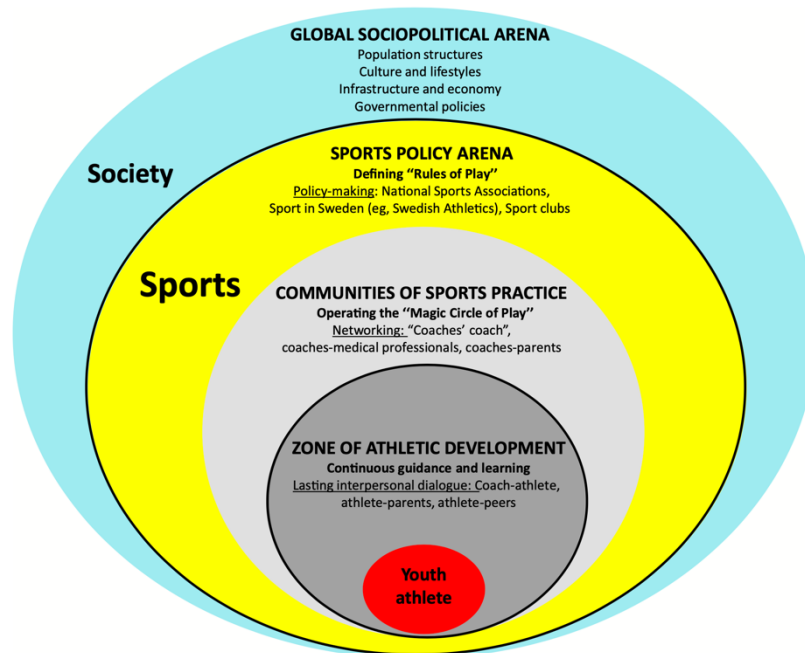 GLOBAL SOCIOPOLITICAL ARENA
Population structures
Culture and lifestyles
Infrastructure and economy
Governmental policies
Society
SPORTS POLICY ARENA
Defining “Rules of Play”
Policy-making: National Sports Associations,
Sport in Sweden (eg, Swedish Athletics), Sport clubs
Sports
COMMUNITIES OF SPORTS PRACTICE
Operating the “Magic Circle of Play”
Networking: “Coaches’ coach”,
coaches-medical professionals, coaches-parents
ZONE OF ATHLETIC DEVELOPMENT
Continuous guidance and learning
Lasting interpersonal dialogue: Coach-athlete,
athlete-parents, athlete-peers
Youth
athlete